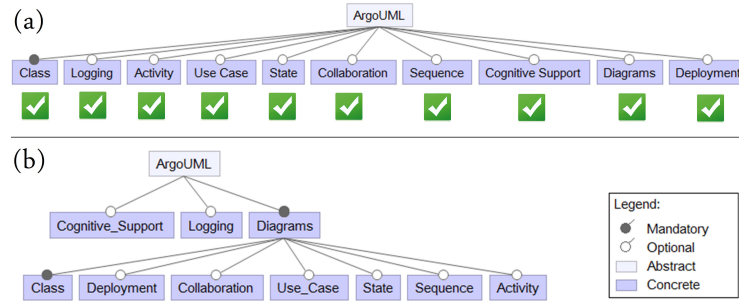 (a)
ArgoUML
Class Logging Activity Use Case State Collaboration Sequence Cognitive Support Diagrams Deployment
(b)
ArgoUML
Cognitive_Support Logging Diagrams
Class Deployment Collaboration Use_Case State Sequence Activity
Legend:
Mandatory
Optional
Abstract
Concrete